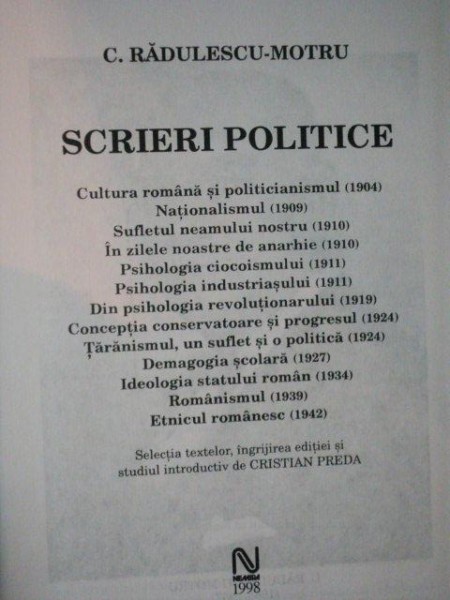 C. RĂDULESCU-MOTRU
SCRIERI POLITICE
Cultura română și politicianismul (1904)
Naționalismul (1909)
Sufletul neamului nostru (1910)
În zilele noastre de anarhie (1910)
Psihologia ciocoismului (1911)
Psihologia industriașului (1911)
Din psihologia revoluționarului (1919)
Concepția conservatoare și progresul (1924)
Țărănismul, un suflet și o politică (1924)
Demagogia școlară (1927)
Ideologia statului român (1934)
Românismul (1939)
Etnicul românesc (1942)
Selecția textelor, îngrijirea ediției și
studiul introductiv de CRISTIAN PREDA
NEMIRA
1998